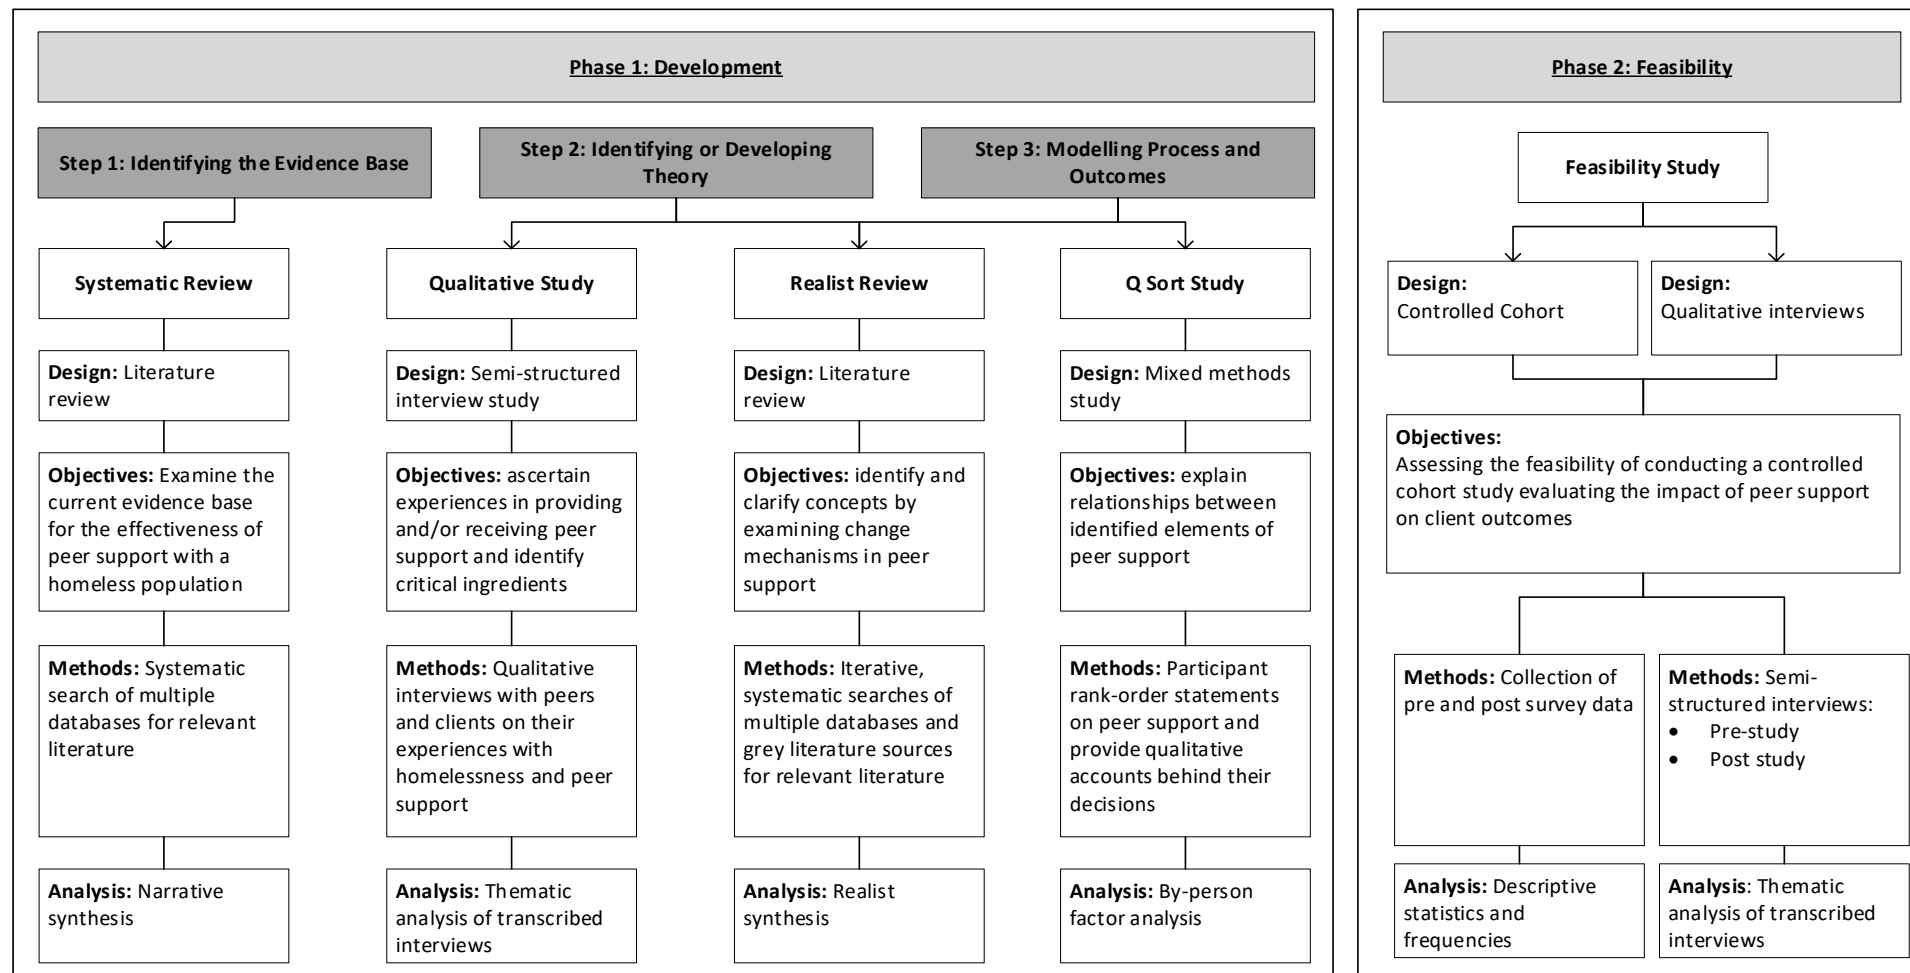 Phase 1: Development
Step 1: Identifying the Evidence Base
Step 2: Identifying or Developing
Theory
Step 3: Modelling Process and
Outcomes
Systematic Review
Qualitative Study
Realist Review
Q Sort Study
Design: Literature
review
Design: Semi-structured
interview study
Design: Literature
review
Design: Mixed methods
study
Objectives: Examine the
current evidence base
for the effectiveness of
peer support with a
homeless population
Objectives: ascertain
experiences in providing
and/or receiving peer
support and identify
critical ingredients
Objectives: identify and
clarify concepts by
examining change
mechanisms in peer
support
Objectives: explain
relationships between
identified elements of
peer support
Methods: Systematic
search of multiple
databases for relevant
literature
Methods: Qualitative
interviews with peers
and clients on their
experiences with
homelessness and peer
support
Methods: Iterative,
systematic searches of
multiple databases and
grey literature sources
for relevant literature
Methods: Participant
rank-order statements
on peer support and
provide qualitative
accounts behind their
decisions
Analysis: Narrative
synthesis
Analysis: Thematic
analysis of transcribed
interviews
Analysis: Realist
synthesis
Analysis: By-person
factor analysis
Phase 2: Feasibility
Feasibility Study
Design:
Controlled Cohort
Design:
Qualitative interviews
Objectives:
Assessing the feasibility of conducting a controlled
cohort study evaluating the impact of peer support
on client outcomes
Methods: Collection of
pre and post survey data
Methods: Semi-
structured interviews:
• Pre-study
• Post study
Analysis: Descriptive
statistics and
frequencies
Analysis: Thematic
analysis of transcribed
interviews